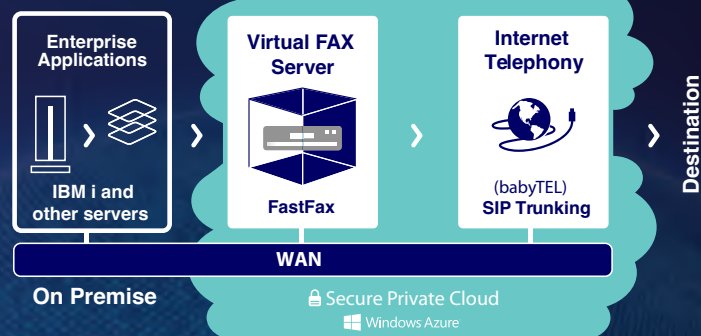 Enterprise
Applications
IBM i and
other servers
Virtual FAX
Server
FastFax
Internet
Telephony
(babyTEL)
SIP Trunking
Destination
WAN
On Premise
Secure Private Cloud
Windows Azure